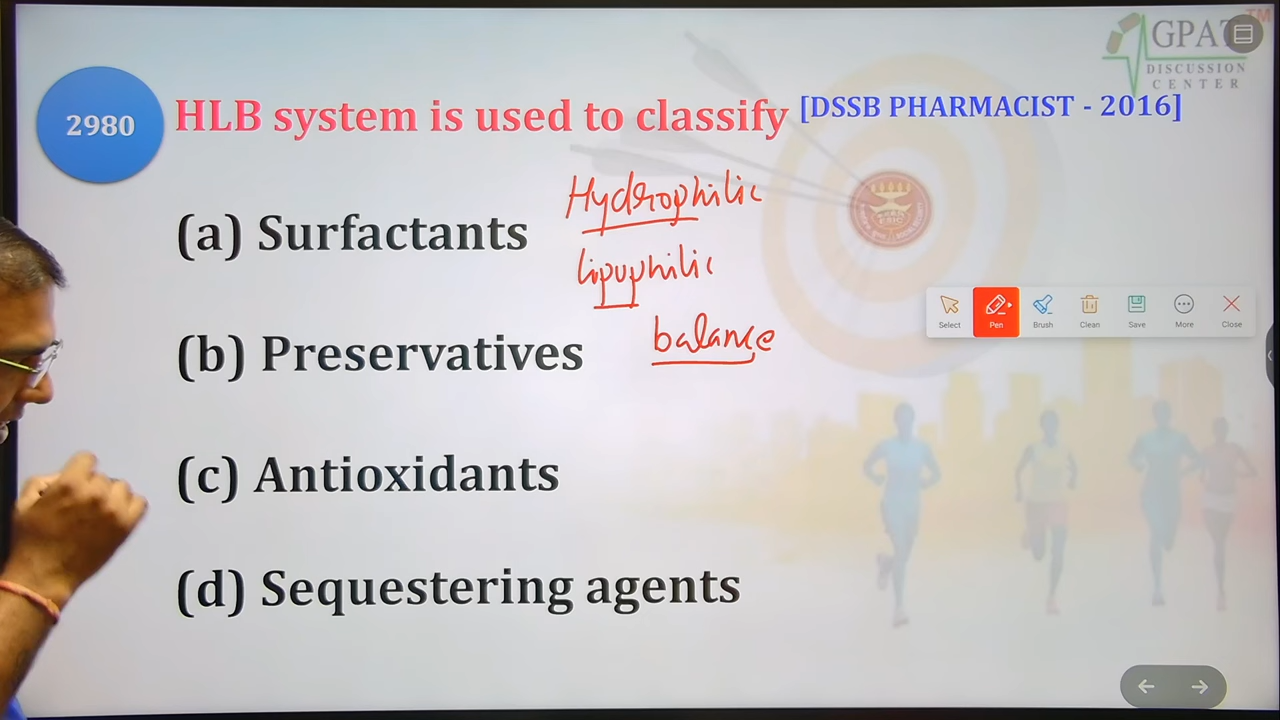 TM
GPAT
DISCUSSION
CENTER
2980
HLB system is used to classify [DSSB PHARMACIST - 2016]
Hydrophilic
(a) Surfactants
lipophilic
balance
(b) Preservatives
Select Pen Brush Clean Save More Close
(c) Antioxidants
(d) Sequestering agents